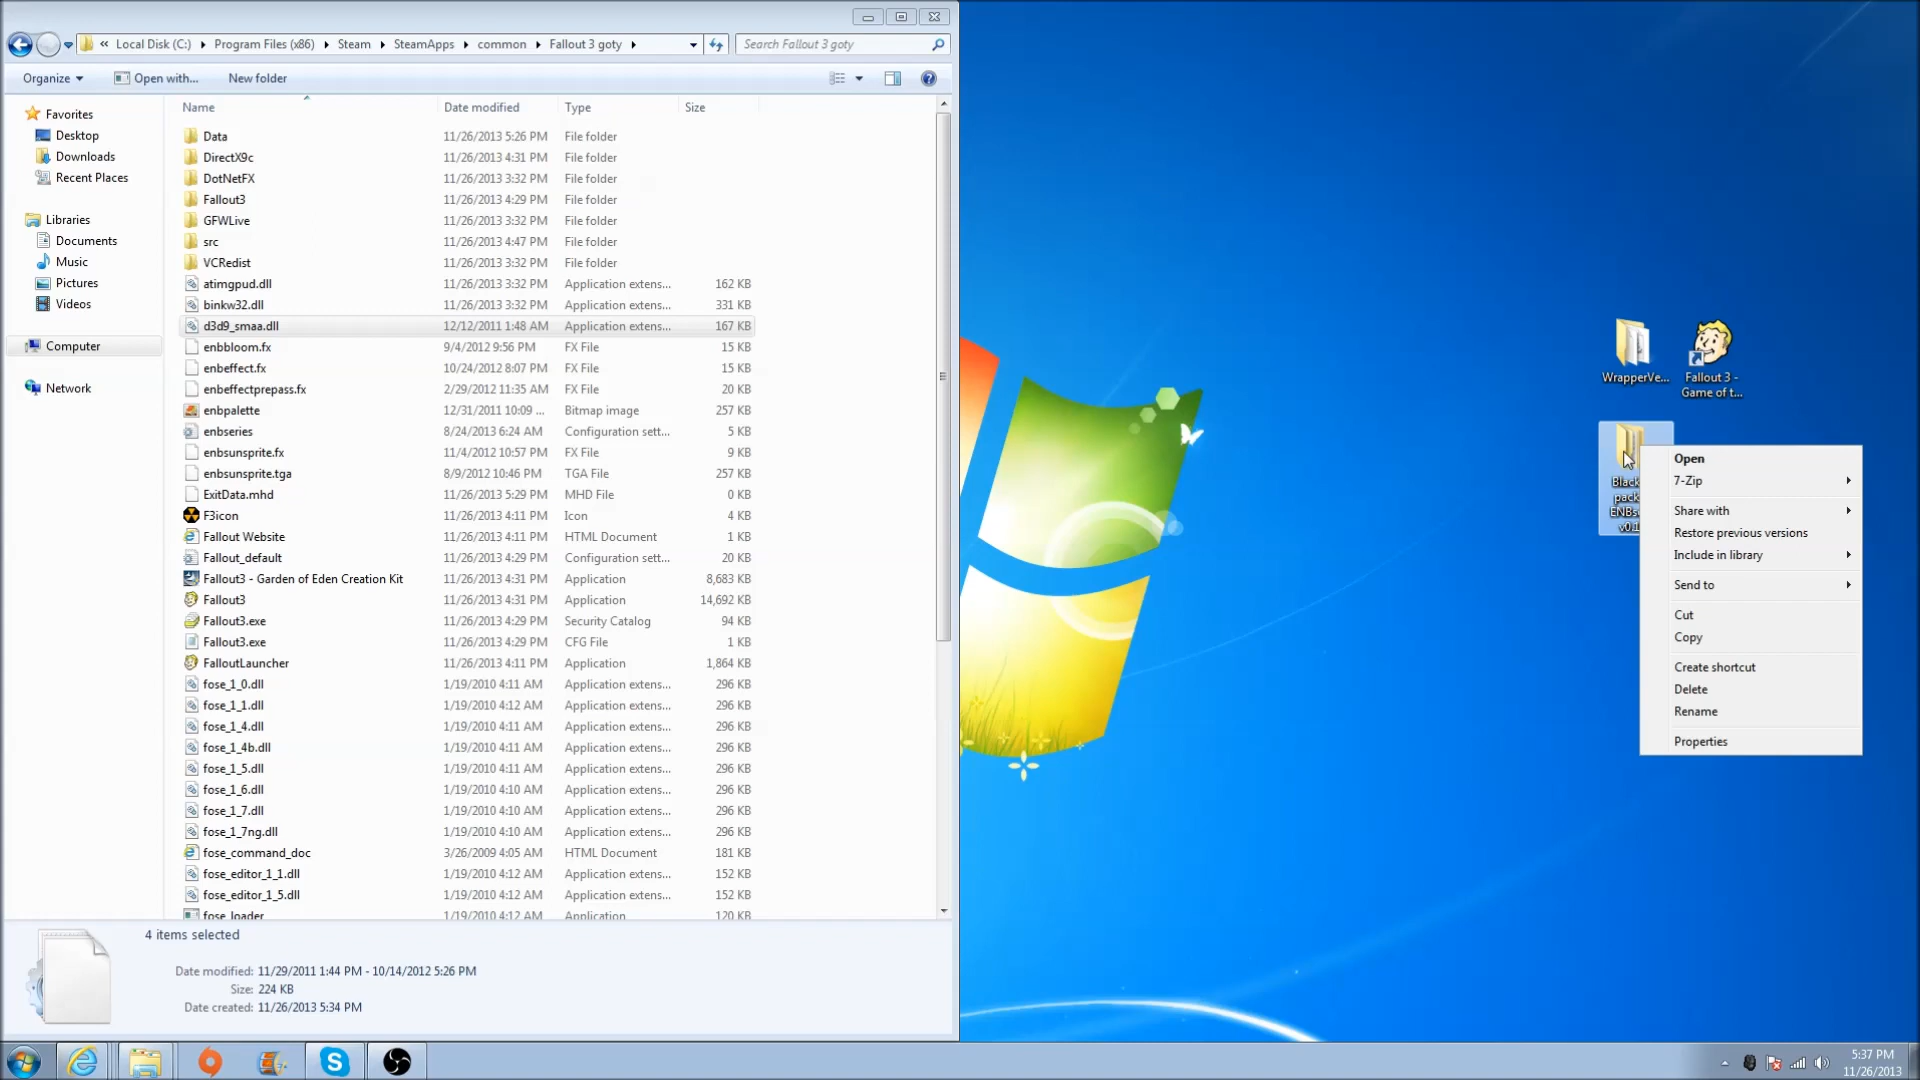 « Local Disk (C:) ▸ Program Files (x86) ▸ Steam ▸ SteamApps ▸ common ▸ Fallout 3 goty ▸
Search Fallout 3 goty
Organize Open with... New folder
Favorites
Desktop
Downloads
Recent Places
Libraries
Documents
Music
Pictures
Videos
Computer
Network
Name Date modified Type Size
Data 11/26/2013 5:26 PM File folder
DirectX9c 11/26/2013 4:31 PM File folder
DotNetFX 11/26/2013 3:32 PM File folder
Fallout3 11/26/2013 4:29 PM File folder
GFWLive 11/26/2013 3:32 PM File folder
src 11/26/2013 4:47 PM File folder
VCRedist 11/26/2013 3:32 PM File folder
atimgpud.dll 11/26/2013 3:32 PM Application extens... 162 KB
binkw32.dll 11/26/2013 3:32 PM Application extens... 331 KB
d3d9_smaa.dll 12/12/2011 1:48 AM Application extens... 167 KB
enbbloom.fx 9/4/2012 9:56 PM FX File 15 KB
enbeffect.fx 10/24/2012 8:07 PM FX File 15 KB
enbeffectprepass.fx 2/29/2012 11:35 AM FX File 20 KB
enbpalette 12/31/2011 10:09 ... Bitmap image 257 KB
enbseries 8/24/2013 6:24 AM Configuration sett... 5 KB
enbsunsprite.fx 11/4/2012 10:57 PM FX File 9 KB
enbsunsprite.tga 8/9/2012 10:46 PM TGA File 257 KB
ExitData.mhd 11/26/2013 5:29 PM MHD File 0 KB
F3icon 11/26/2013 4:11 PM Icon 4 KB
Fallout Website 11/26/2013 4:11 PM HTML Document 1 KB
Fallout_default 11/26/2013 4:29 PM Configuration sett... 20 KB
Fallout3 - Garden of Eden Creation Kit 11/26/2013 4:31 PM Application 8,683 KB
Fallout3 11/26/2013 4:31 PM Application 14,692 KB
Fallout3.exe 11/26/2013 4:29 PM Security Catalog 94 KB
Fallout3.exe 11/26/2013 4:29 PM CFG File 1 KB
FalloutLauncher 11/26/2013 4:11 PM Application 1,864 KB
fose_1_0.dll 1/19/2010 4:11 AM Application extens... 296 KB
fose_1_1.dll 1/19/2010 4:12 AM Application extens... 296 KB
fose_1_4.dll 1/19/2010 4:11 AM Application extens... 296 KB
fose_1_4b.dll 1/19/2010 4:11 AM Application extens... 296 KB
fose_1_5.dll 1/19/2010 4:11 AM Application extens... 296 KB
fose_1_6.dll 1/19/2010 4:10 AM Application extens... 296 KB
fose_1_7.dll 1/19/2010 4:10 AM Application extens... 296 KB
fose_1_7ng.dll 1/19/2010 4:10 AM Application extens... 296 KB
fose_command_doc 3/26/2009 4:05 AM HTML Document 181 KB
fose_editor_1_1.dll 1/19/2010 4:12 AM Application extens... 152 KB
fose_editor_1_5.dll 1/19/2010 4:12 AM Application extens... 152 KB
fose_loader 1/19/2010 4:12 AM Application 120 KB
4 items selected
Date modified: 11/29/2011 1:44 PM - 10/14/2012 5:26 PM
Size: 224 KB
Date created: 11/26/2013 5:34 PM
WrapperVe...
Fallout 3 -
Game of t...
Open
7-Zip
Share with
Restore previous versions
Include in library
Send to
Cut
Copy
Create shortcut
Delete
Rename
Properties
5:37 PM
11/26/2013